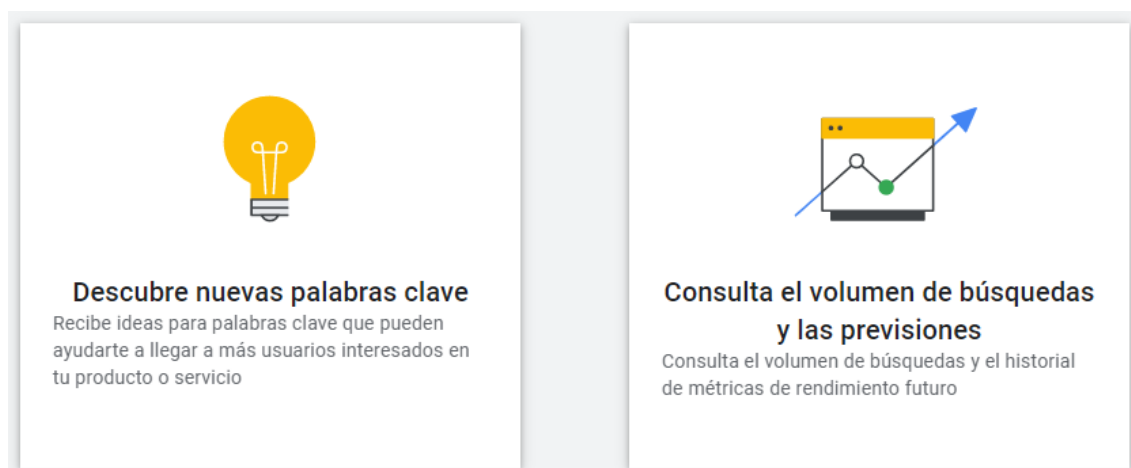 Descubre nuevas palabras clave
Recibe ideas para palabras clave que pueden
ayudarte a llegar a más usuarios interesados en
tu producto o servicio
Consulta el volumen de búsquedas
y las previsiones
Consulta el volumen de búsquedas y el historial
de métricas de rendimiento futuro